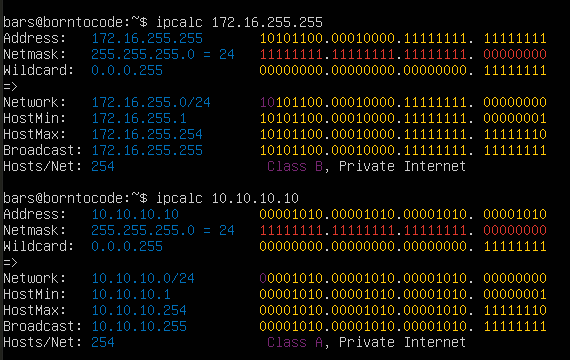 bars@borntocode:~$ ipcalc 172.16.255.255
Address:   172.16.255.255       10101100.00010000.11111111. 11111111
Netmask:   255.255.255.0 = 24   11111111.11111111.11111111. 00000000
Wildcard:  0.0.0.255            00000000.00000000.00000000. 11111111
=>
Network:   172.16.255.0/24      10101100.00010000.11111111. 00000000
HostMin:   172.16.255.1         10101100.00010000.11111111. 00000001
HostMax:   172.16.255.254       10101100.00010000.11111111. 11111110
Broadcast: 172.16.255.255       10101100.00010000.11111111. 11111111
Hosts/Net: 254                   Class B, Private Internet
bars@borntocode:~$ ipcalc 10.10.10.10
Address:   10.10.10.10          00001010.00001010.00001010. 00001010
Netmask:   255.255.255.0 = 24   11111111.11111111.11111111. 00000000
Wildcard:  0.0.0.255            00000000.00000000.00000000. 11111111
=>
Network:   10.10.10.0/24        00001010.00001010.00001010. 00000000
HostMin:   10.10.10.1           00001010.00001010.00001010. 00000001
HostMax:   10.10.10.254         00001010.00001010.00001010. 11111110
Broadcast: 10.10.10.255         00001010.00001010.00001010. 11111111
Hosts/Net: 254                   Class A, Private Internet